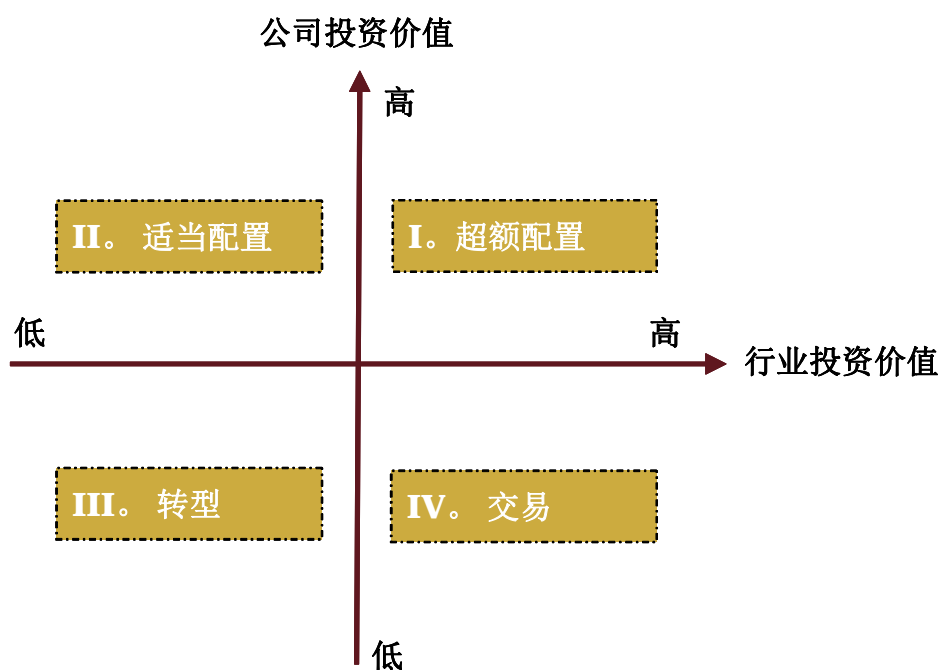 公司投资价值
高
II。 适当配置
I。超额配置
低
高
行业投资价值
III。 转型
IV。 交易
低